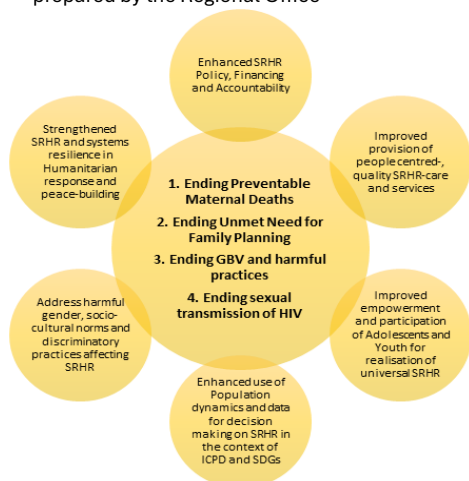 prepared by the Regional Office
Enhanced SRHR
Policy, Financing
and Accountability
Strengthened
SRHR and systems
resilience in
Humanitarian
response and
peace-building
Improved
provision of
people centred-,
quality SRHR-care
and services
1. Ending Preventable
Maternal Deaths
2. Ending Unmet Need for
Family Planning
3. Ending GBV and harmful
practices
4. Ending sexual
transmission of HIV
Address harmful
gender, socio-
cultural norms and
discriminatory
practices affecting
SRHR
Improved
empowerment
and participation
of Adolescents and
Youth for
realisation of
universal SRHR
Enhanced use of
Population
dynamics and data
for decision
making on SRHR in
the context of
ICPD and SDGs